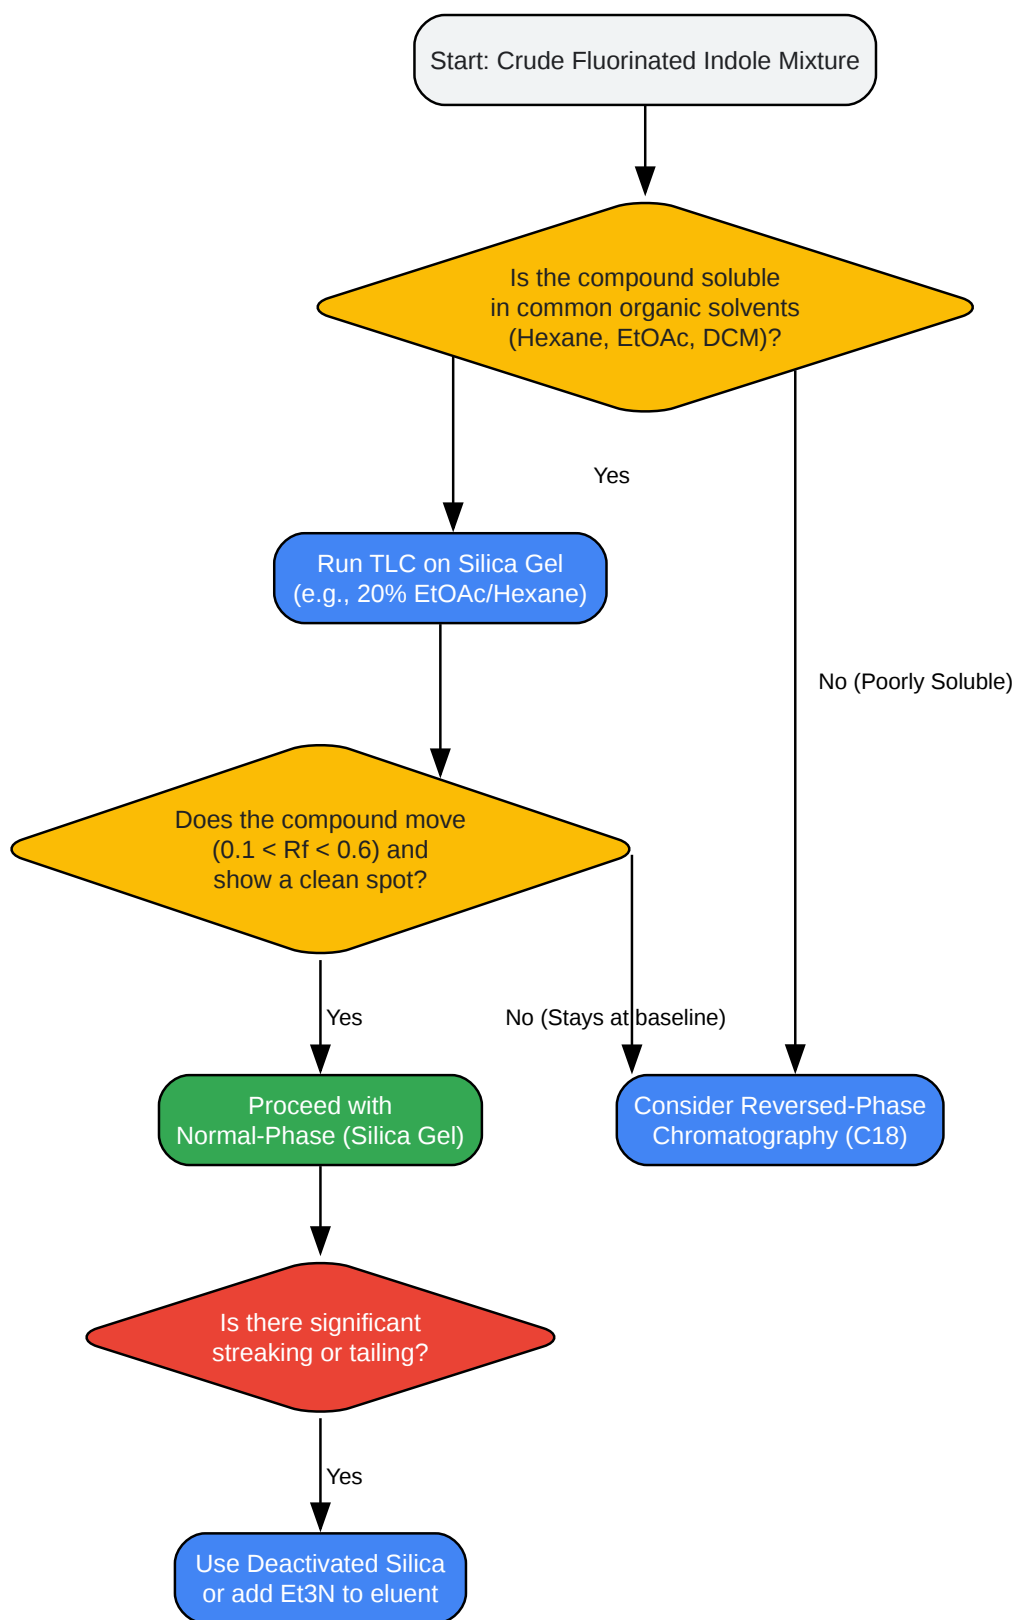 Start: Crude Fluorinated Indole Mixture
Is the compound soluble
in common organic solvents
(Hexane, EtOAc, DCM)?
Yes
Run TLC on Silica Gel
(e.g., 20% EtOAc/Hexane)
No (Poorly Soluble)
Does the compound move
(0.1 < Rf < 0.6) and
show a clean spot?
Yes
No (Stays at baseline)
Proceed with
Normal-Phase (Silica Gel)
Consider Reversed-Phase
Chromatography (C18)
Is there significant
streaking or tailing?
Yes
Use Deactivated Silica
or add Et3N to eluent